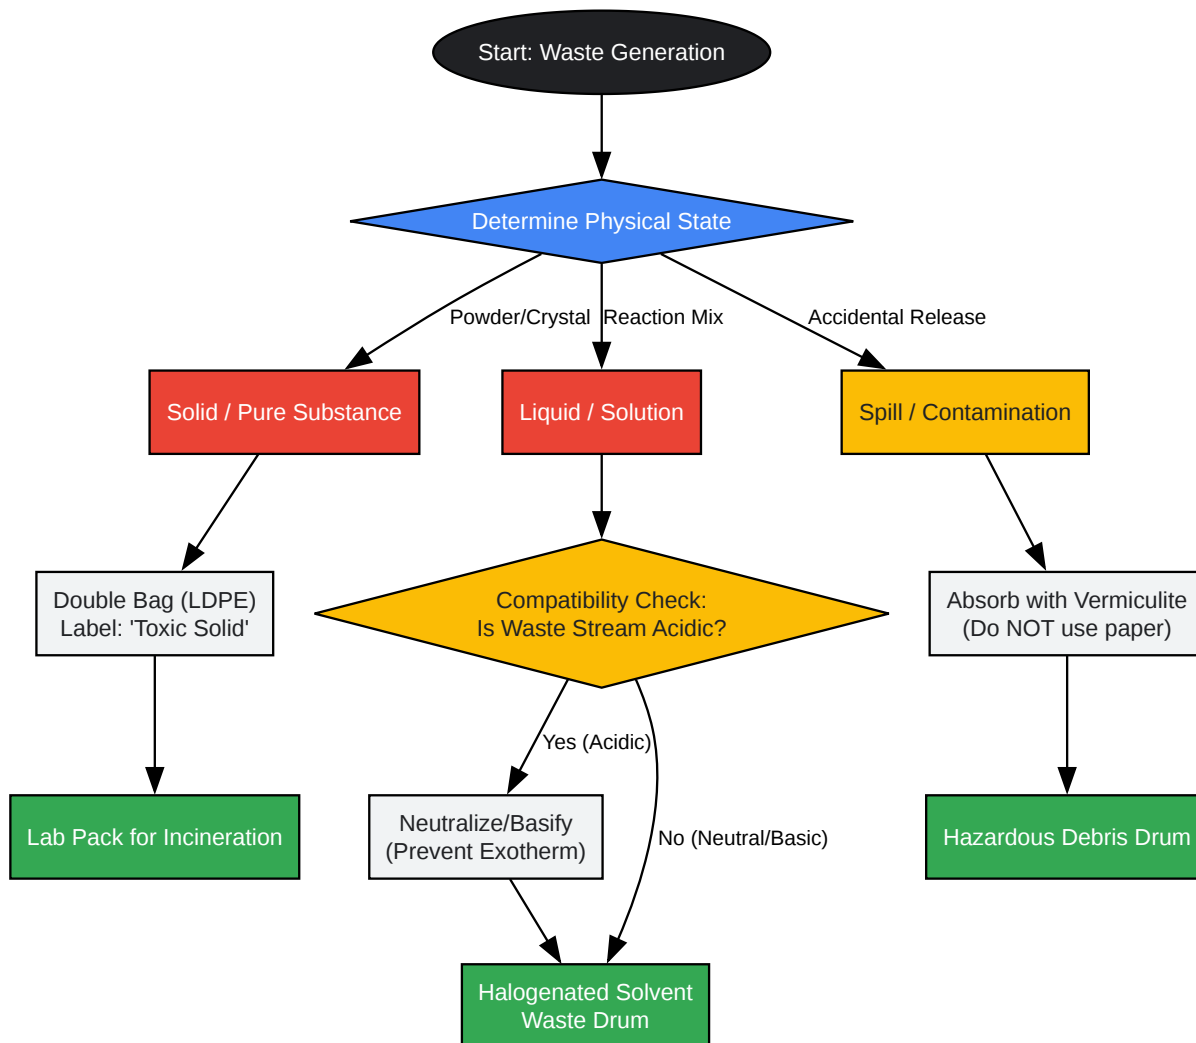 Start: Waste Generation
Determine Physical State
Powder/Crystal
Reaction Mix
Accidental Release
Solid / Pure Substance
Liquid / Solution
Spill / Contamination
Double Bag (LDPE)
Label: 'Toxic Solid'
Compatibility Check:
Is Waste Stream Acidic?
Absorb with Vermiculite
(Do NOT use paper)
Yes (Acidic)
No (Neutral/Basic)
Lab Pack for Incineration
Neutralize/Basify
(Prevent Exotherm)
Hazardous Debris Drum
Halogenated Solvent
Waste Drum